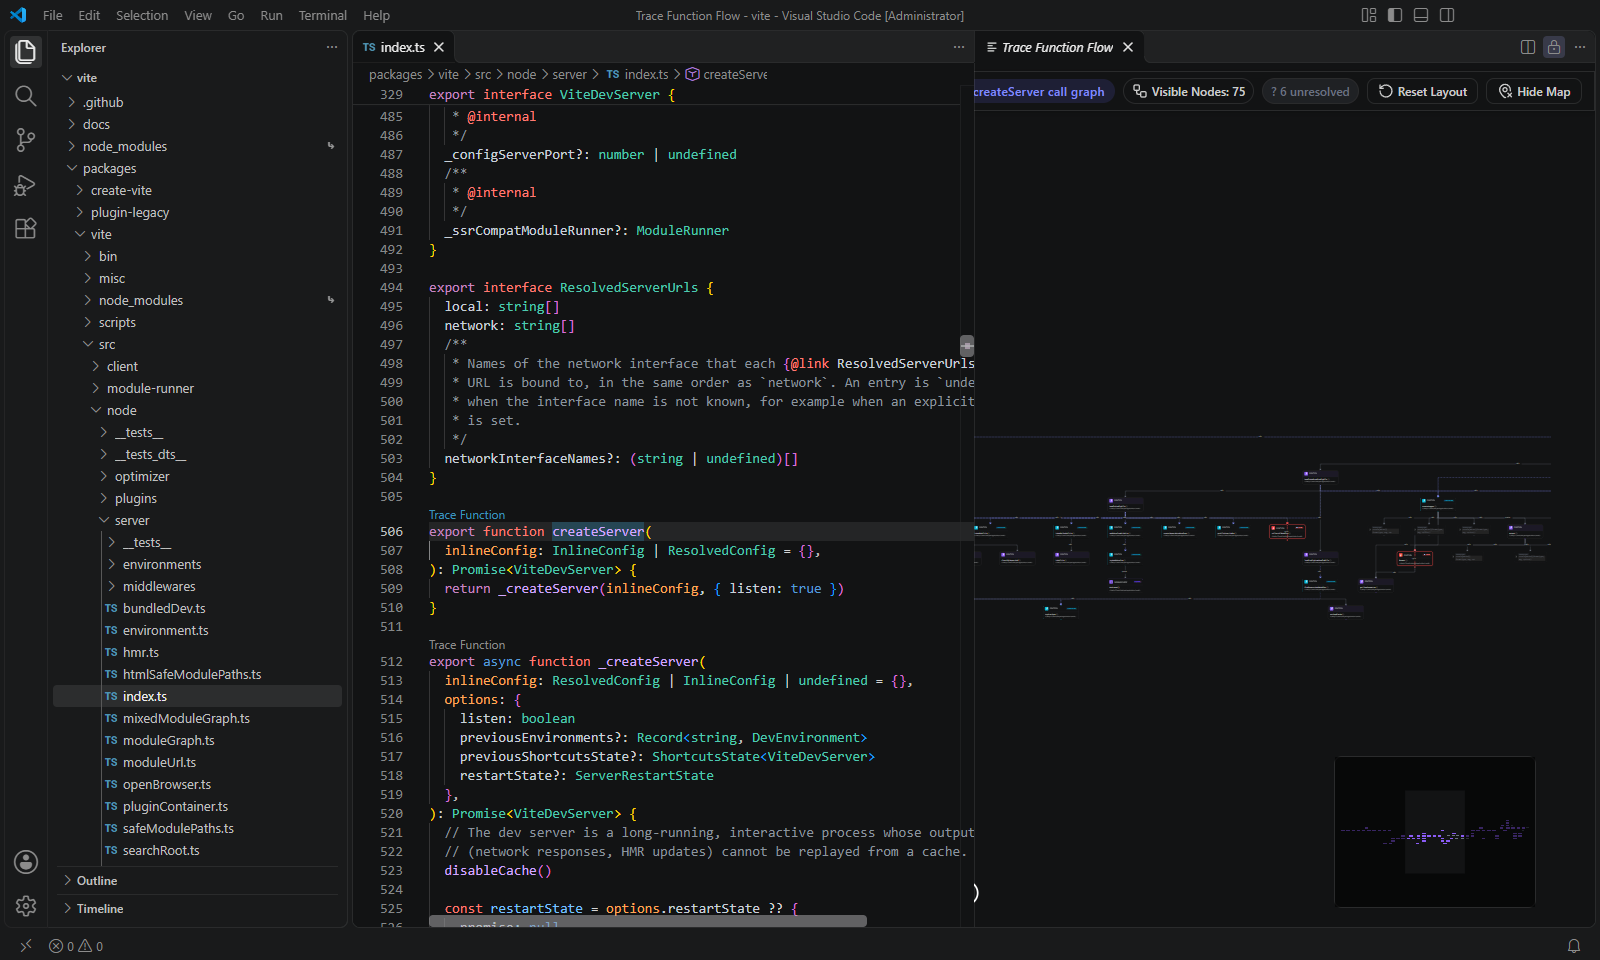 File Edit Selection View Go Run Terminal Help
Trace Function Flow - vite - Visual Studio Code [Administrator]
Explorer
vite
.github
docs
node_modules
packages
create-vite
plugin-legacy
vite
bin
misc
node_modules
scripts
src
client
module-runner
node
__tests__
__tests_dts__
optimizer
plugins
server
__tests__
environments
middlewares
TS bundledDev.ts
TS environment.ts
TS hmr.ts
TS htmlSafeModulePaths.ts
TS index.ts
TS mixedModuleGraph.ts
TS moduleGraph.ts
TS moduleUrl.ts
TS openBrowser.ts
TS pluginContainer.ts
TS safeModulePaths.ts
TS searchRoot.ts
Outline
Timeline
TS index.ts
packages > vite > src > node > server > TS index.ts > createServe
329 export interface ViteDevServer {
485 * @internal
486 */
487 _configServerPort?: number | undefined
488 /**
489 * @internal
490 */
491 _ssrCompatModuleRunner?: ModuleRunner
492 }
493
494 export interface ResolvedServerUrls {
495 local: string[]
496 network: string[]
497 /**
498 * Names of the network interface that each {@link ResolvedServerUrls
499 * URL is bound to, in the same order as `network`. An entry is `unde
500 * when the interface name is not known, for example when an explicit
501 * is set.
502 */
503 networkInterfaceNames?: (string | undefined)[]
504 }
505
Trace Function
506 export function createServer(
507 inlineConfig: InlineConfig | ResolvedConfig = {},
508 ): Promise<ViteDevServer> {
509 return _createServer(inlineConfig, { listen: true })
510 }
511
Trace Function
512 export async function _createServer(
513 inlineConfig: ResolvedConfig | InlineConfig | undefined = {},
514 options: {
515 listen: boolean
516 previousEnvironments?: Record<string, DevEnvironment>
517 previousShortcutsState?: ShortcutsState<ViteDevServer>
518 restartState?: ServerRestartState
519 },
520 ): Promise<ViteDevServer> {
521 // The dev server is a long-running, interactive process whose output
522 // (network responses, HMR updates) cannot be replayed from a cache.
523 disableCache()
524
525 const restartState = options.restartState ?? {
Trace Function Flow
createServer call graph
Visible Nodes: 75
? 6 unresolved
Reset Layout
Hide Map
0 0